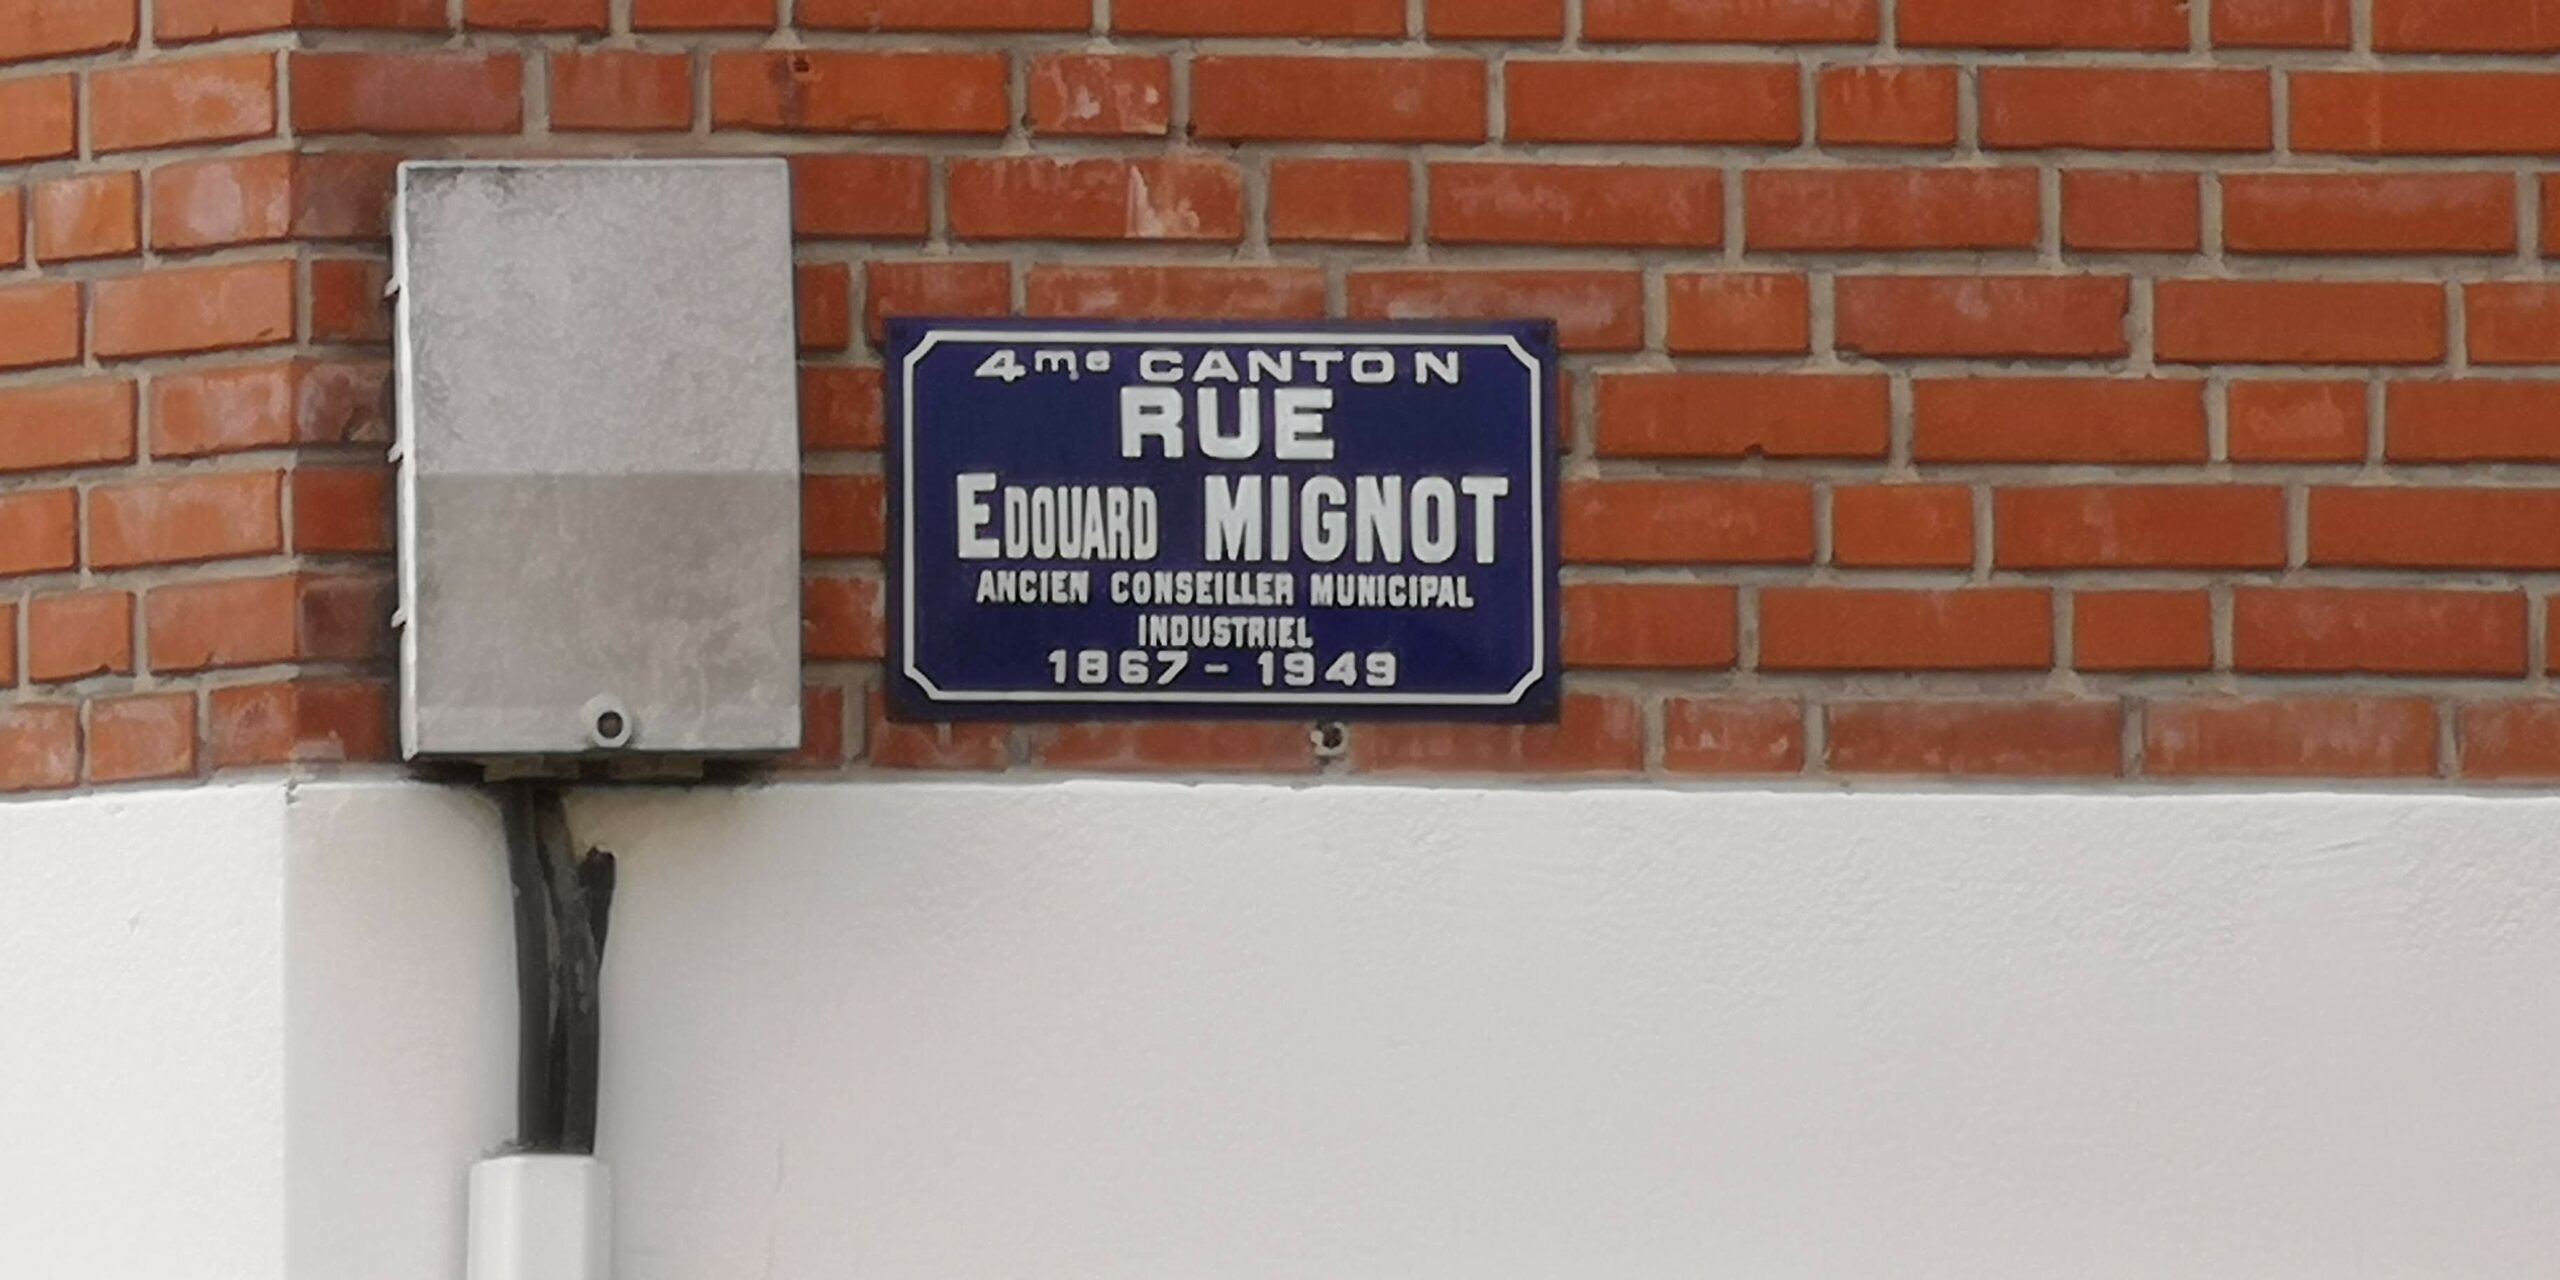 4me CANTON
RUE
EDOUARD MIGNOT
ANCIEN CONSEILLER MUNICIPAL
INDUSTRIEL
1867 - 1949